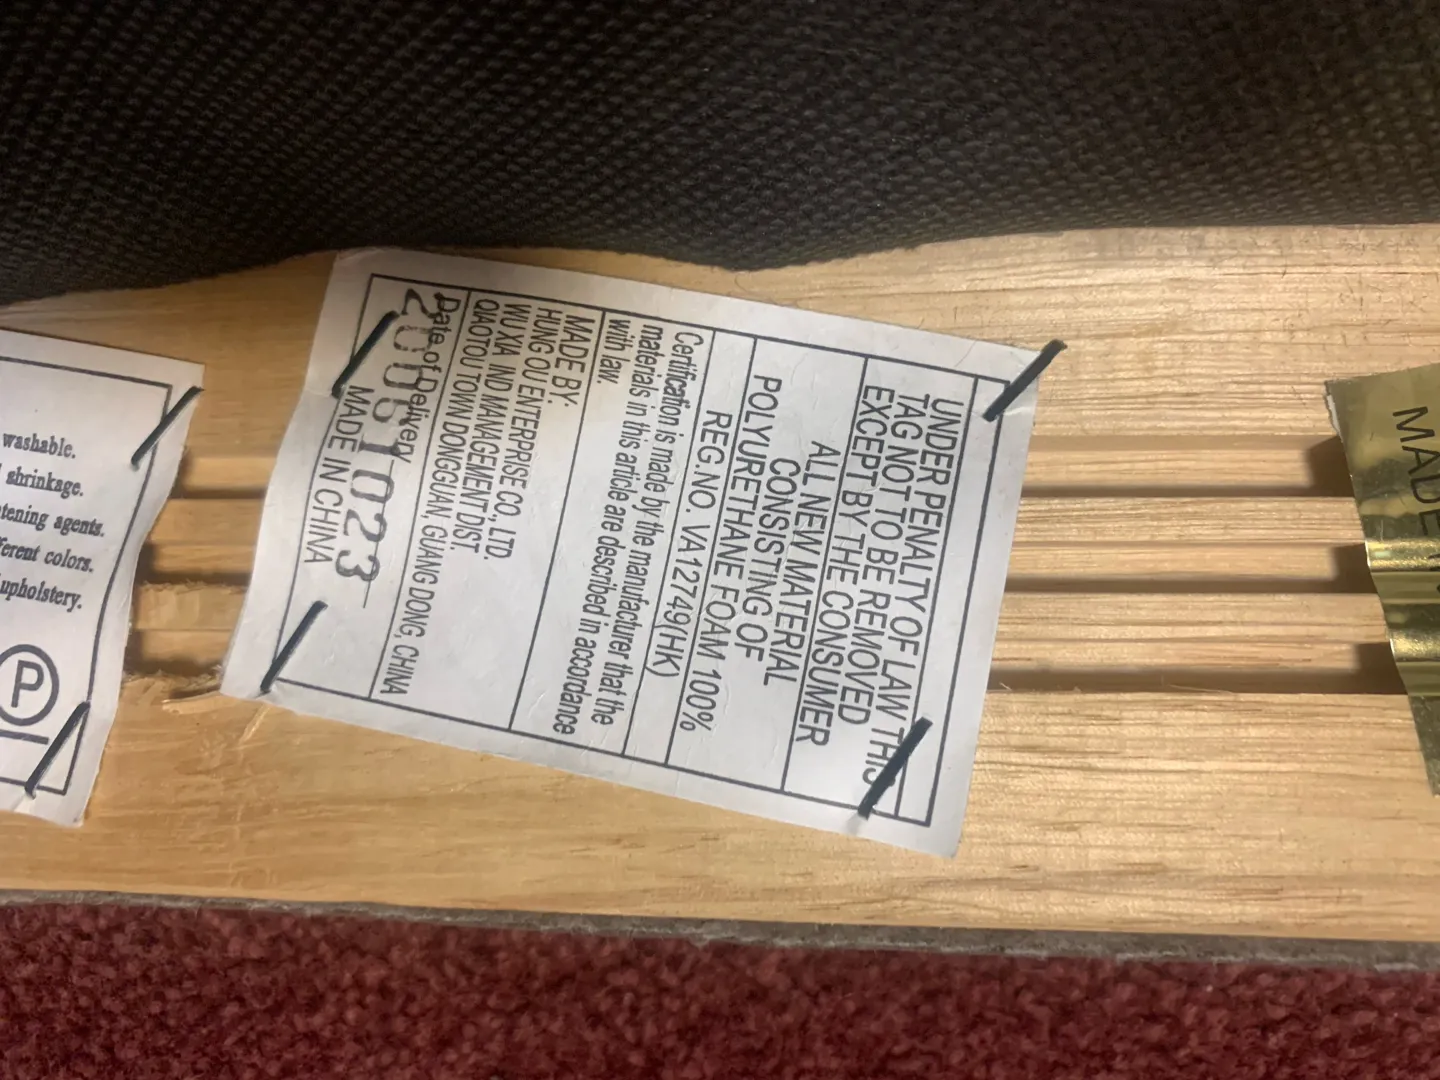 washable.
shrinkage.
tening agents.
ferent colors.
upholstery.
P
UNDER PENALTY OF LAW THIS
TAG NOT TO BE REMOVED
EXCEPT BY THE CONSUMER
ALL NEW MATERIAL
CONSISTING OF
POLYURETHANE FOAM 100%
REG.NO. VA12749(HK)
Certification is made by the manufacturer that the
materials in this article are described in accordance
with law.
MADE BY:
HUNG OU ENTERPRISE CO., LTD.
WU XIA IND MANAGEMENT DIST.
QIAOTOU TOWN DONGGUAN, GUANG DONG, CHINA
Date of Delivery
20061023
MADE IN CHINA
MADE